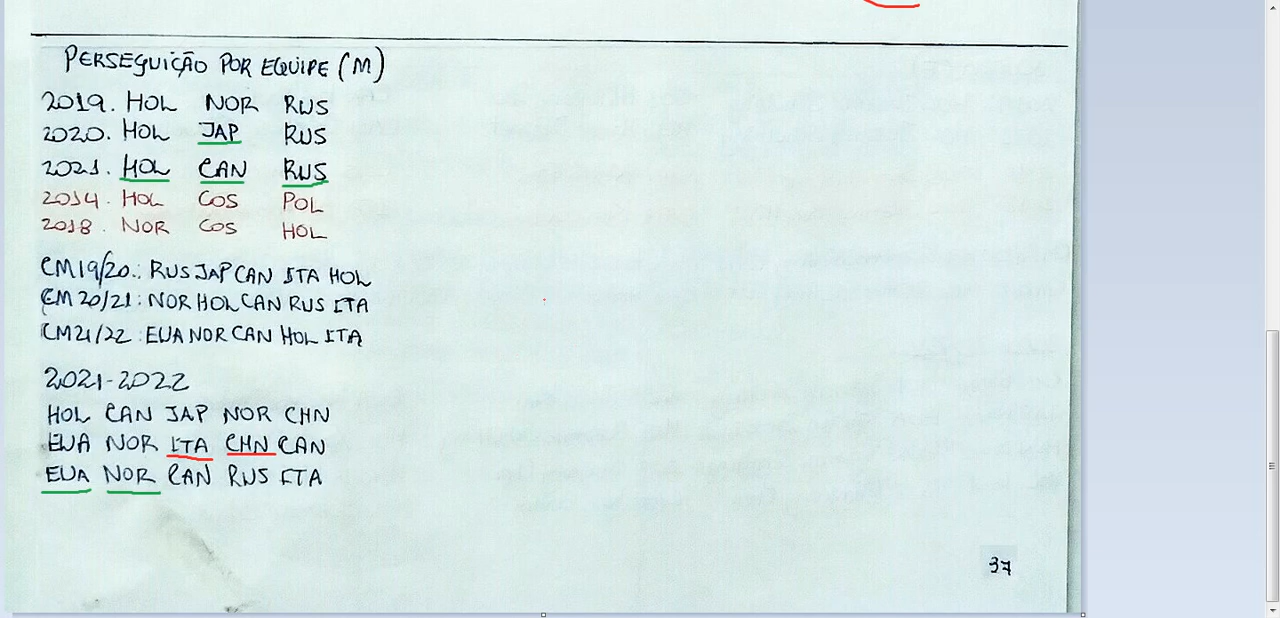 PERSEGUIÇÃO POR EQUIPE (M)
2019. HOL NOR RUS
2020. HOL JAP RUS
2021. HOL CAN RUS
2014. HOL COS POL
2018. NOR COS HOL
CM19/20.: RUS JAP CAN ITA HOL
CM 20/21: NOR HOL CAN RUS ITA
CM21/22: EUA NOR CAN HOL ITA
2021-2022
HOL CAN JAP NOR CHN
EUA NOR ITA CHN CAN
EUA NOR CAN RUS ITA
37